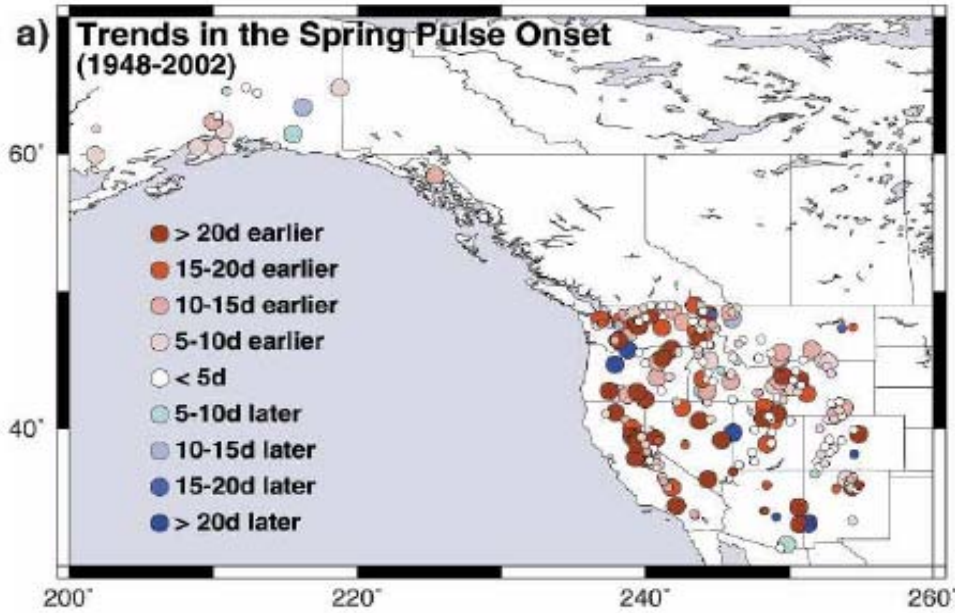 a) Trends in the Spring Pulse Onset
(1948-2002)
60°
> 20d earlier
15-20d earlier
10-15d earlier
5-10d earlier
< 5d
5-10d later
10-15d later
15-20d later
> 20d later
40°
200° 220° 240° 260°